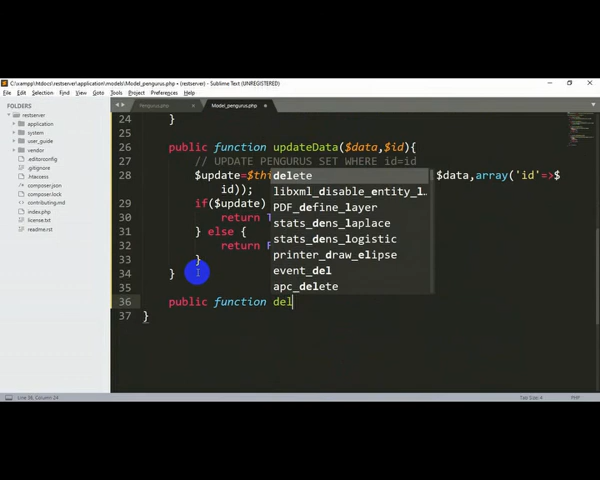 C:\xampp\htdocs\restserver\application\models\Model_pengurus.php • (restserver) - Sublime Text (UNREGISTERED)
File Edit Selection Find View Goto Tools Project Preferences Help
FOLDERS
restserver
application
system
user_guide
vendor
.editorconfig
.gitignore
.htaccess
composer.json
composer.lock
contributing.md
index.php
license.txt
readme.rst
Pengurus.php
Model_pengurus.php
24 }
25
26 public function updateData($data,$id){
27 // UPDATE PENGURUS SET WHERE id=id
28 $update=$thi $data,array('id'=>$
id));
29 if($update)
30 return T
31 } else {
32 return F
33 }
34 }
35
36 public function del
37 }
delete
libxml_disable_entity_l…
PDF_define_layer
stats_dens_laplace
stats_dens_logistic
printer_draw_elipse
event_del
apc_delete
Line 36, Column 24
Tab Size: 4
PHP